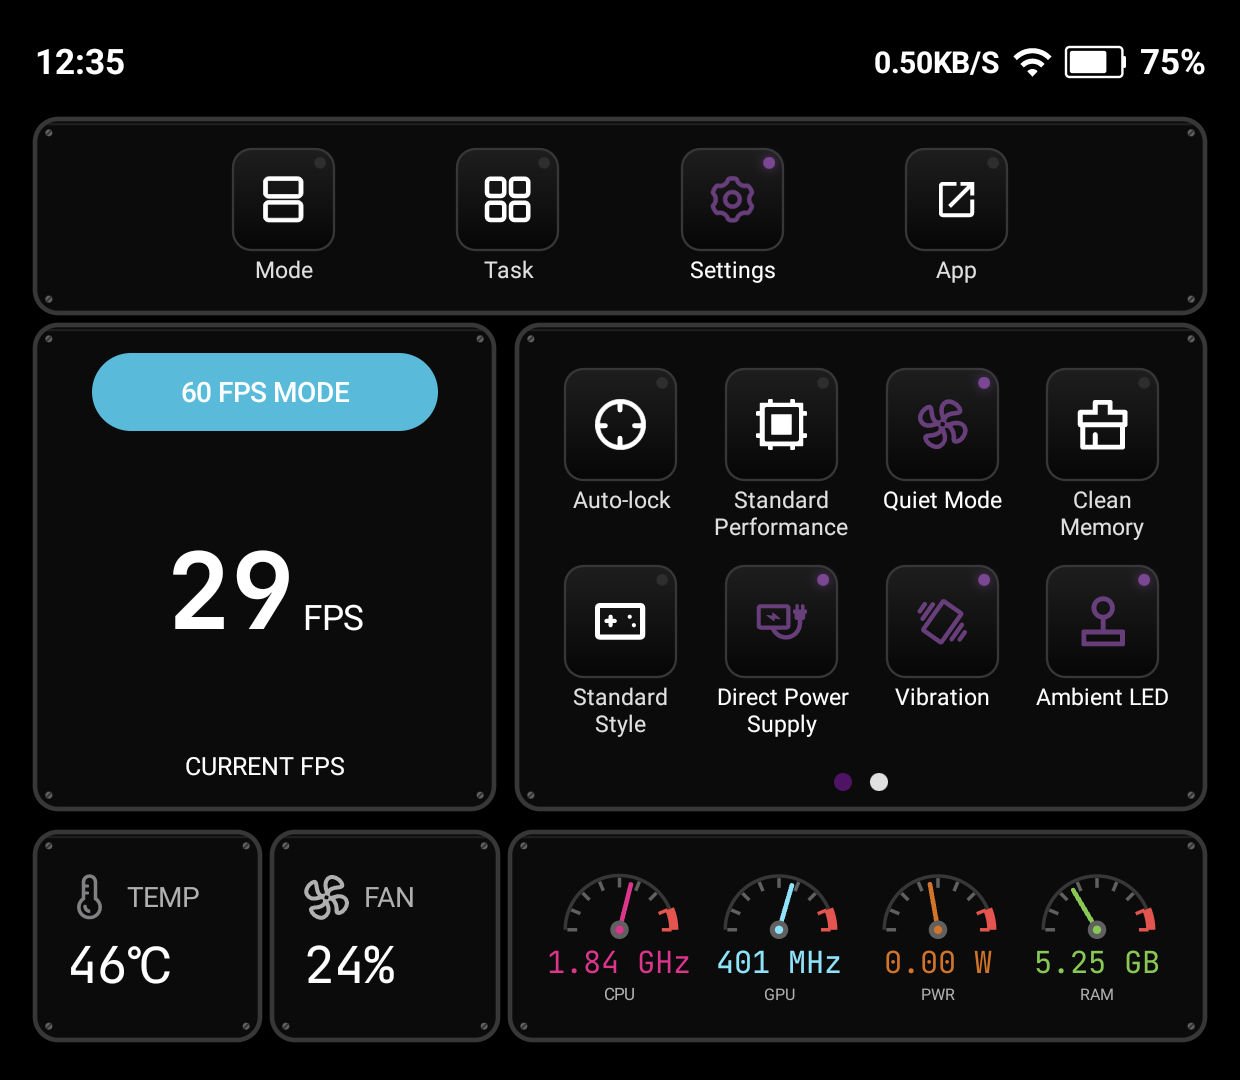 12:35
0.50KB/S 75%
Mode
Task
Settings
App
60 FPS MODE
29 FPS
CURRENT FPS
Auto-lock
Standard
Performance
Quiet Mode
Clean
Memory
Standard
Style
Direct Power
Supply
Vibration
Ambient LED
TEMP
46℃
FAN
24%
1.84 GHz
CPU
401 MHz
GPU
0.00 W
PWR
5.25 GB
RAM